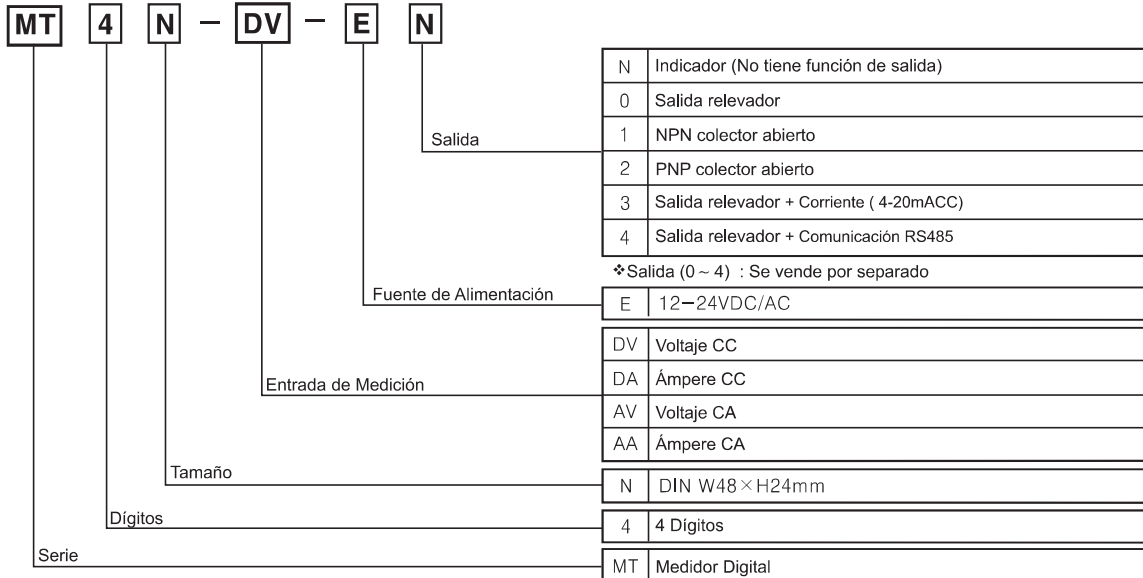 MT 4 N - DV - E N
Salida
N Indicador (No tiene función de salida)
0 Salida relevador
1 NPN colector abierto
2 PNP colector abierto
3 Salida relevador + Corriente ( 4-20mACC)
4 Salida relevador + Comunicación RS485
❖Salida (0~4) : Se vende por separado
Fuente de Alimentación
E 12-24VDC/AC
Entrada de Medición
DV Voltaje CC
DA Ámpere CC
AV Voltaje CA
AA Ámpere CA
Tamaño
N DIN W48×H24mm
Dígitos
4 4 Dígitos
Serie
MT Medidor Digital